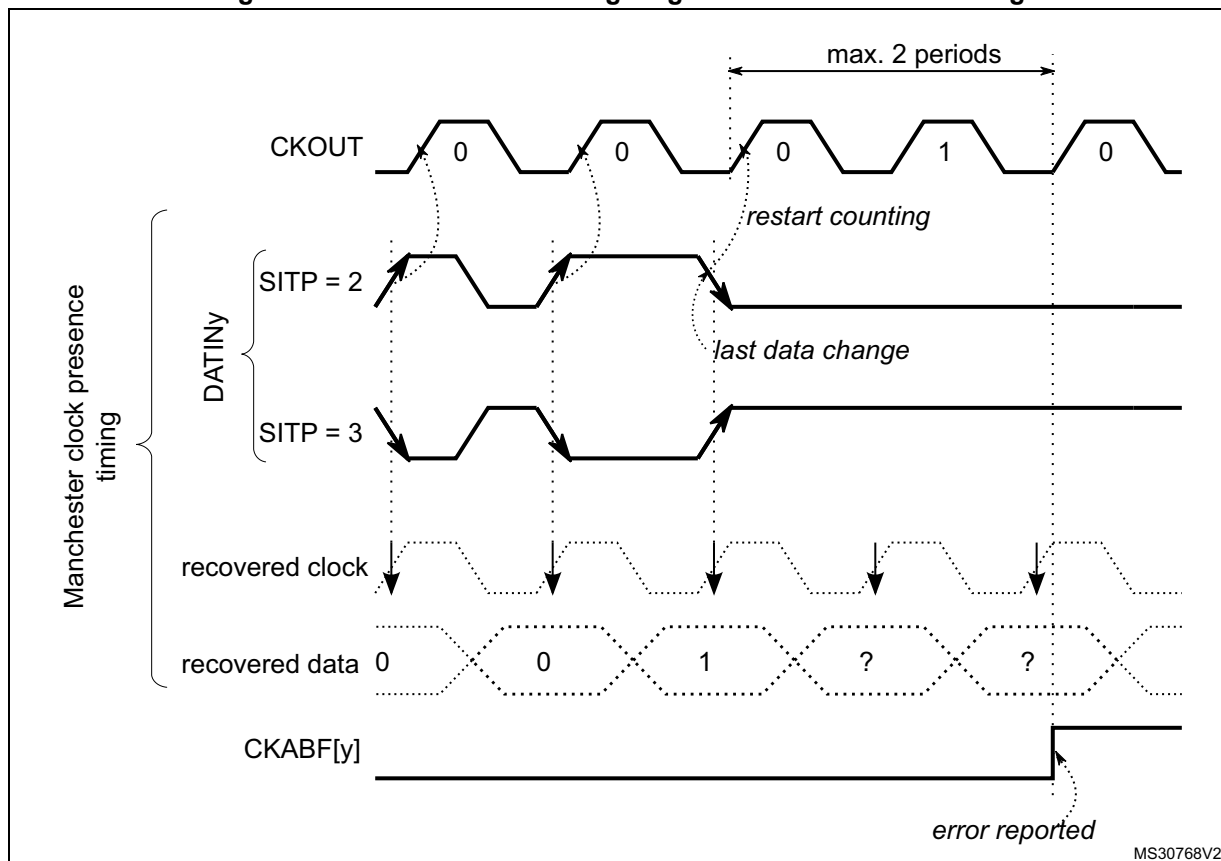 max. 2 periods
CKOUT
0 0 0 1 0
restart counting
Manchester clock presence
timing
DATINy
SITP = 2
last data change
SITP = 3
recovered clock
recovered data
0 0 1 ? ?
CKABF[y]
error reported
MS30768V2